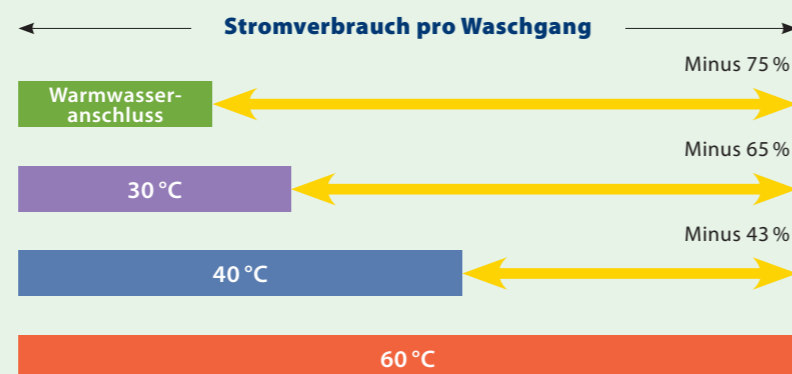 Stromverbrauch pro Waschgang
Minus 75 %
Warmwasser-
anschluss
Minus 65 %
30 °C
Minus 43 %
40 °C
60 °C